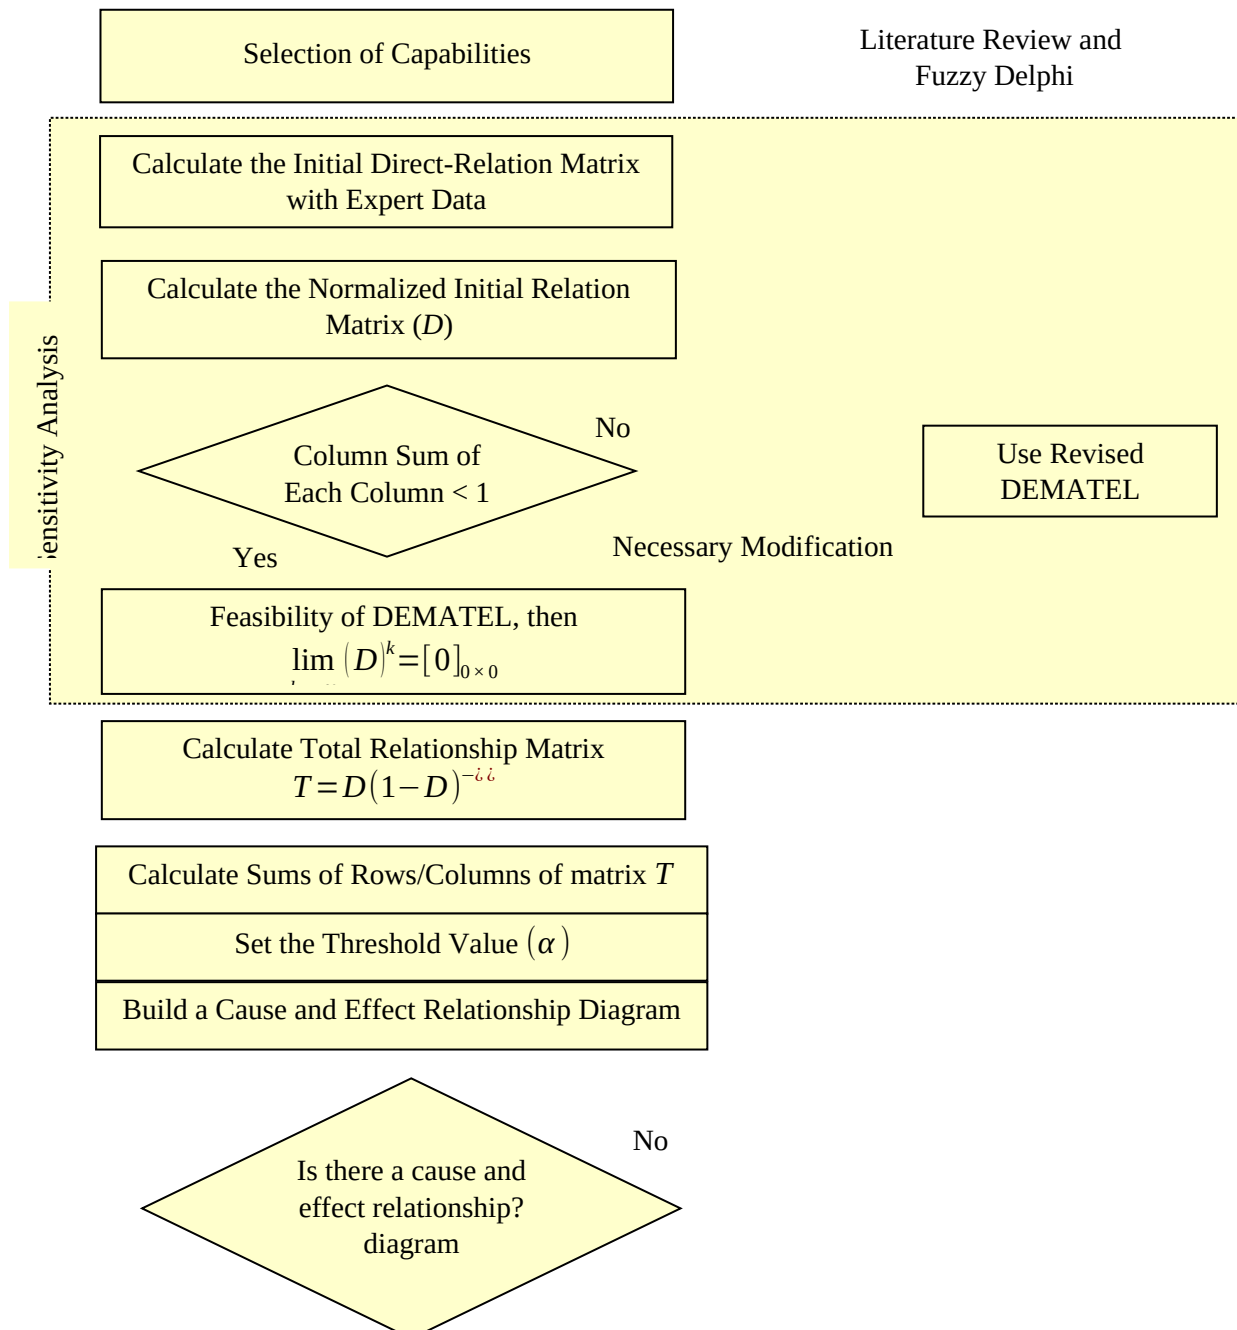 Selection of Capabilities
Literature Review and
Fuzzy Delphi
Calculate the Initial Direct-Relation Matrix
with Expert Data
Calculate the Normalized Initial Relation
Matrix (D)
Analysis
No
Column Sum of
Each Column < 1
Use Revised
DEMATEL
Yes
Necessary Modification
Feasibility of DEMATEL, then
lim (D)^k=[0]_{0×0}
Calculate Total Relationship Matrix
T=D(1−D)^{−¿¿}
Calculate Sums of Rows/Columns of matrix T
Set the Threshold Value (α)
Build a Cause and Effect Relationship Diagram
No
Is there a cause and
effect relationship?
diagram